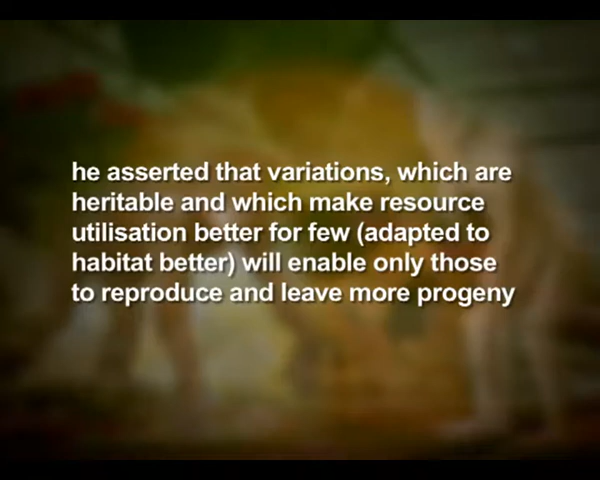 he asserted that variations, which are
heritable and which make resource
utilisation better for few (adapted to
habitat better) will enable only those
to reproduce and leave more progeny